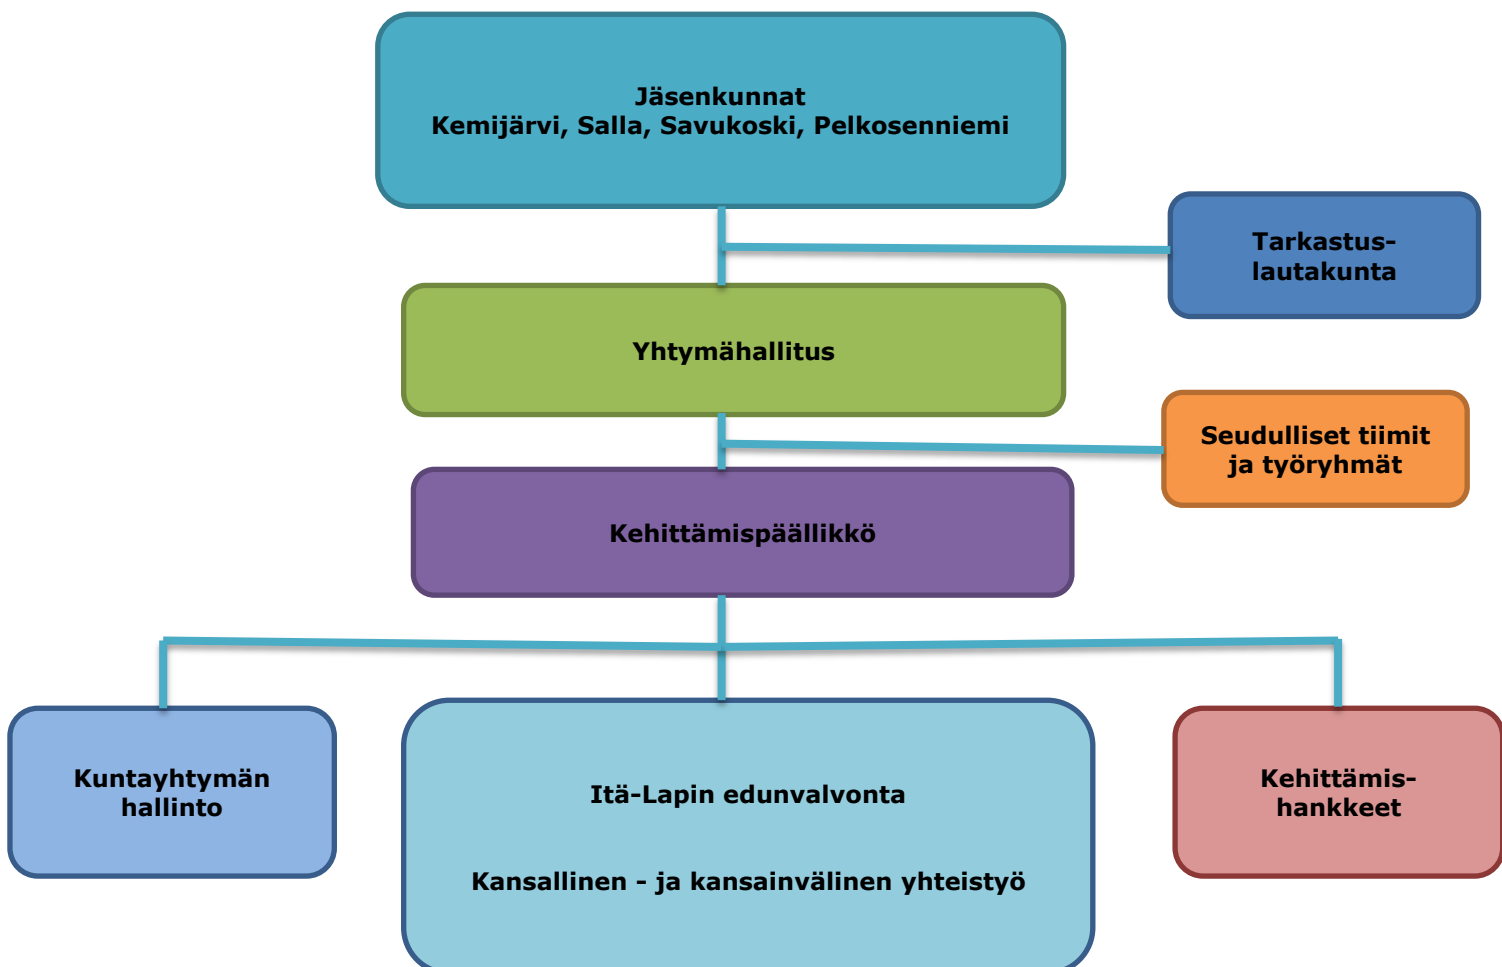 Jäsenkunnat
Kemijärvi, Salla, Savukoski, Pelkosenniemi
Tarkastus-
lautakunta
Yhtymähallitus
Seudulliset tiimit
ja työryhmät
Kehittämispäällikkö
Kuntayhtymän
hallinto
Itä-Lapin edunvalvonta
Kansallinen - ja kansainvälinen yhteistyö
Kehittämis-
hankkeet